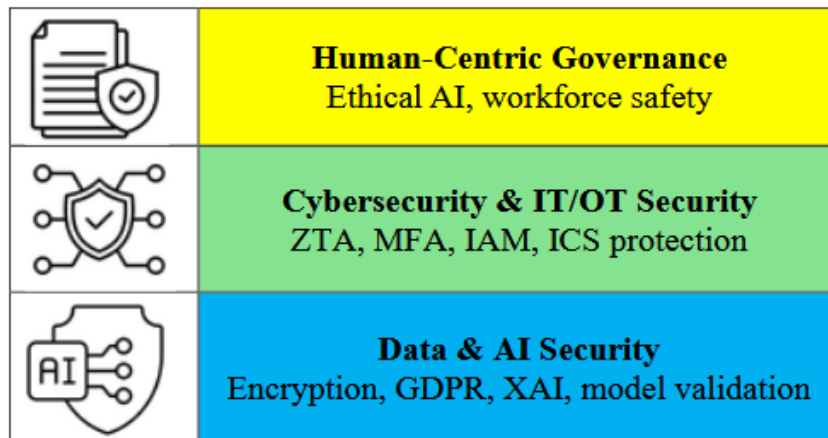 Human-Centric Governance
Ethical AI, workforce safety
Cybersecurity & IT/OT Security
ZTA, MFA, IAM, ICS protection
AI
Data & AI Security
Encryption, GDPR, XAI, model validation